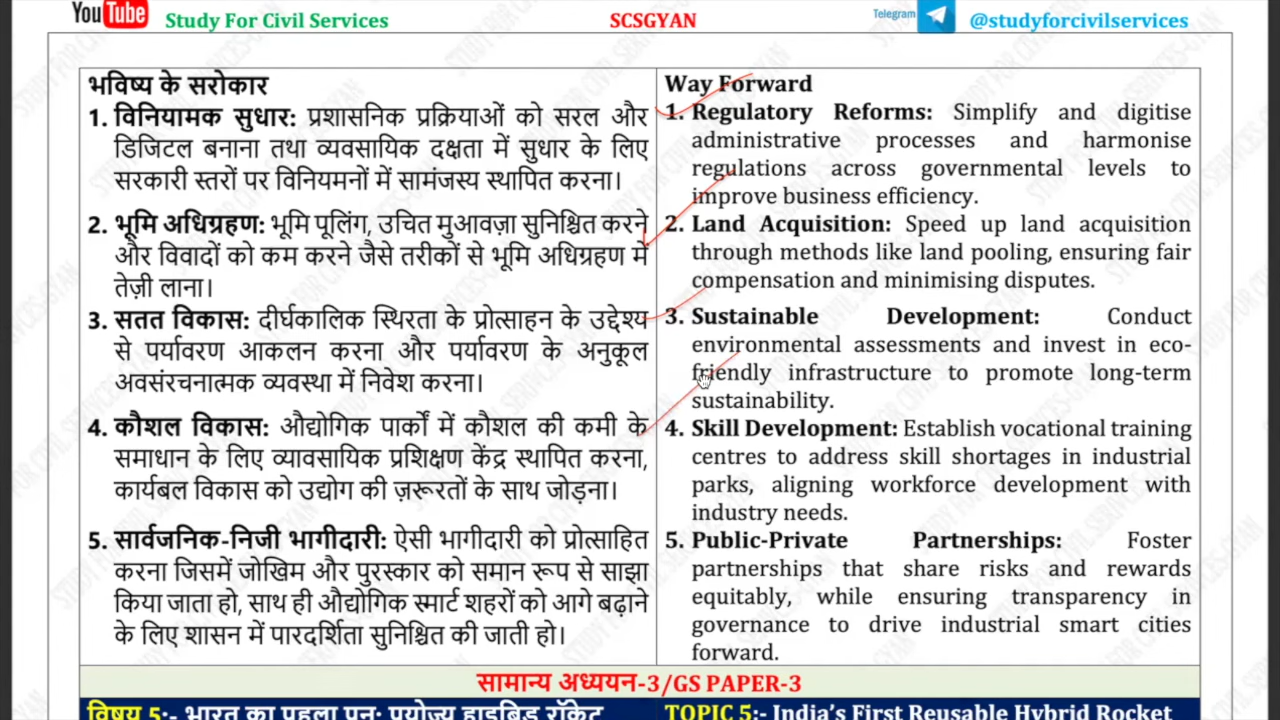 YouTube Study For Civil Services SCSGYAN Telegram @studyforcivilservices
भविष्य के सरोकार
1. विनियामक सुधार: प्रशासनिक प्रक्रियाओं को सरल और
डिजिटल बनाना तथा व्यवसायिक दक्षता में सुधार के लिए
सरकारी स्तरों पर विनियमनों में सामंजस्य स्थापित करना।
2. भूमि अधिग्रहण: भूमि पूलिंग, उचित मुआवज़ा सुनिश्चित करने
और विवादों को कम करने जैसे तरीकों से भूमि अधिग्रहण में
तेज़ी लाना।
3. सतत विकास: दीर्घकालिक स्थिरता के प्रोत्साहन के उद्देश्य
से पर्यावरण आकलन करना और पर्यावरण के अनुकूल
अवसंरचनात्मक व्यवस्था में निवेश करना।
4. कौशल विकास: औद्योगिक पार्कों में कौशल की कमी के
समाधान के लिए व्यावसायिक प्रशिक्षण केंद्र स्थापित करना,
कार्यबल विकास को उद्योग की ज़रूरतों के साथ जोड़ना।
5. सार्वजनिक-निजी भागीदारी: ऐसी भागीदारी को प्रोत्साहित
करना जिसमें जोखिम और पुरस्कार को समान रूप से साझा
किया जाता हो, साथ ही औद्योगिक स्मार्ट शहरों को आगे बढ़ाने
के लिए शासन में पारदर्शिता सुनिश्चित की जाती हो।
Way Forward
1. Regulatory Reforms: Simplify and digitise
administrative processes and harmonise
regulations across governmental levels to
improve business efficiency.
2. Land Acquisition: Speed up land acquisition
through methods like land pooling, ensuring fair
compensation and minimising disputes.
3. Sustainable Development: Conduct
environmental assessments and invest in eco-
friendly infrastructure to promote long-term
sustainability.
4. Skill Development: Establish vocational training
centres to address skill shortages in industrial
parks, aligning workforce development with
industry needs.
5. Public-Private Partnerships: Foster
partnerships that share risks and rewards
equitably, while ensuring transparency in
governance to drive industrial smart cities
forward.
सामान्य अध्ययन-3/GS PAPER-3
विषय 5:- भारत का पहला पुन: प्रयोज्य हाइब्रिड रॉकेट
TOPIC 5:- India's First Reusable Hybrid Rocket